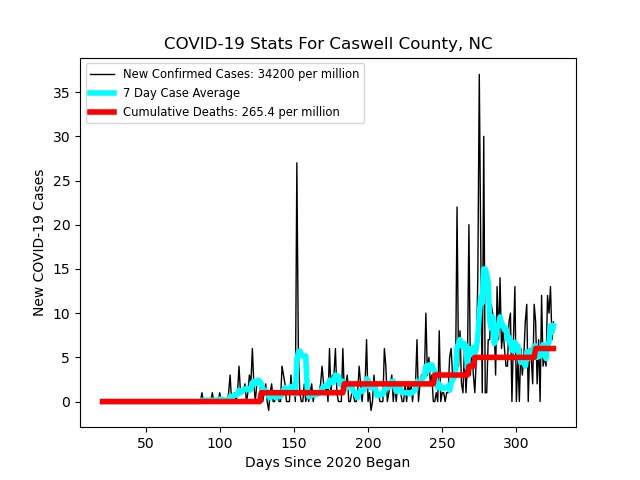 COVID-19 Stats For Caswell County, NC
New Confirmed Cases: 34200 per million
7 Day Case Average
Cumulative Deaths: 265.4 per million
New COVID-19 Cases
35
30
25
20
15
10
5
0
50 100 150 200 250 300
Days Since 2020 Began